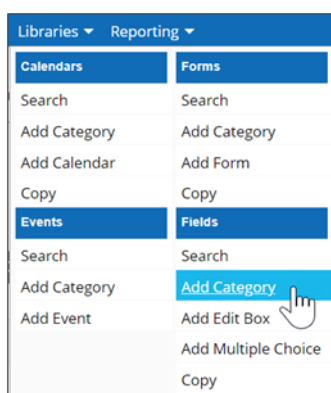 Libraries ▾ Reporting ▾
Calendars
Search
Add Category
Add Calendar
Copy
Forms
Search
Add Category
Add Form
Copy
Events
Search
Add Category
Add Event
Fields
Search
Add Category
Add Edit Box
Add Multiple Choice
Copy